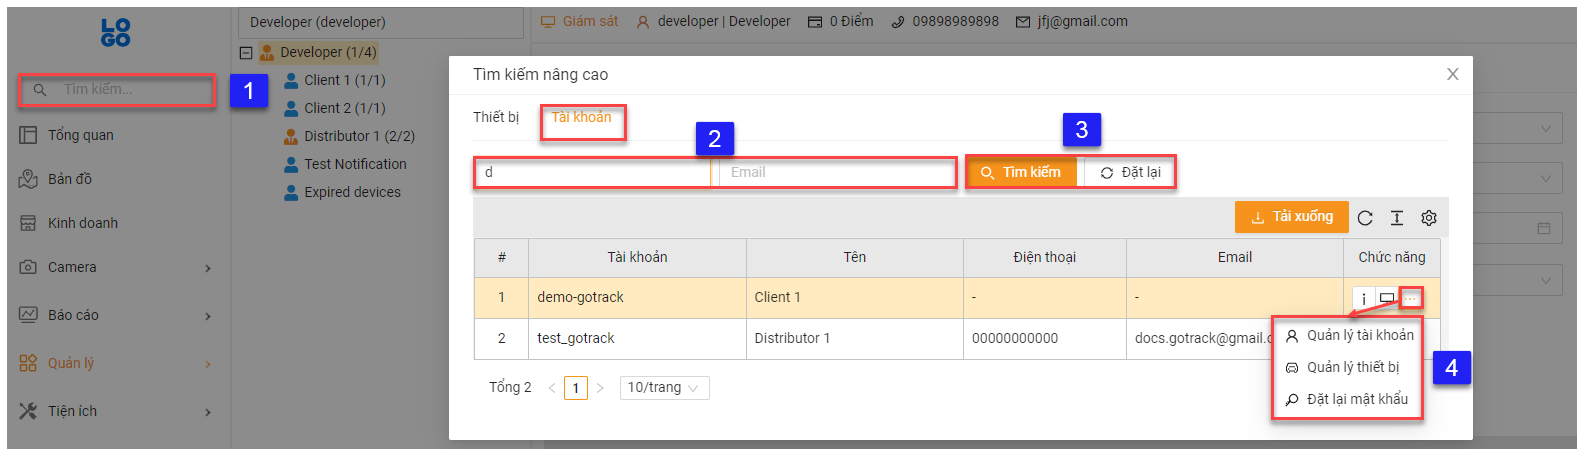 LO
GO
Tìm kiếm...
1
Tổng quan
Bản đồ
Kinh doanh
Camera
Báo cáo
Quản lý
Tiện ích
Developer (developer)
Developer (1/4)
Client 1 (1/1)
Client 2 (1/1)
Distributor 1 (2/2)
Test Notification
Expired devices
Giám sát developer | Developer 0 Điểm 09898989898 jfj@gmail.com
Tìm kiếm nâng cao X
Thiết bị Tài khoản
2 3
d Email Tìm kiếm Đặt lại
Tải xuống
# Tài khoản Tên Điện thoại Email Chức năng
1 demo-gotrack Client 1 - - i ...
2 test_gotrack Distributor 1 00000000000 docs.gotrack@gmail.c
Quản lý tài khoản
Quản lý thiết bị
Đặt lại mật khẩu
4
Tổng 2 < 1 > 10/trang